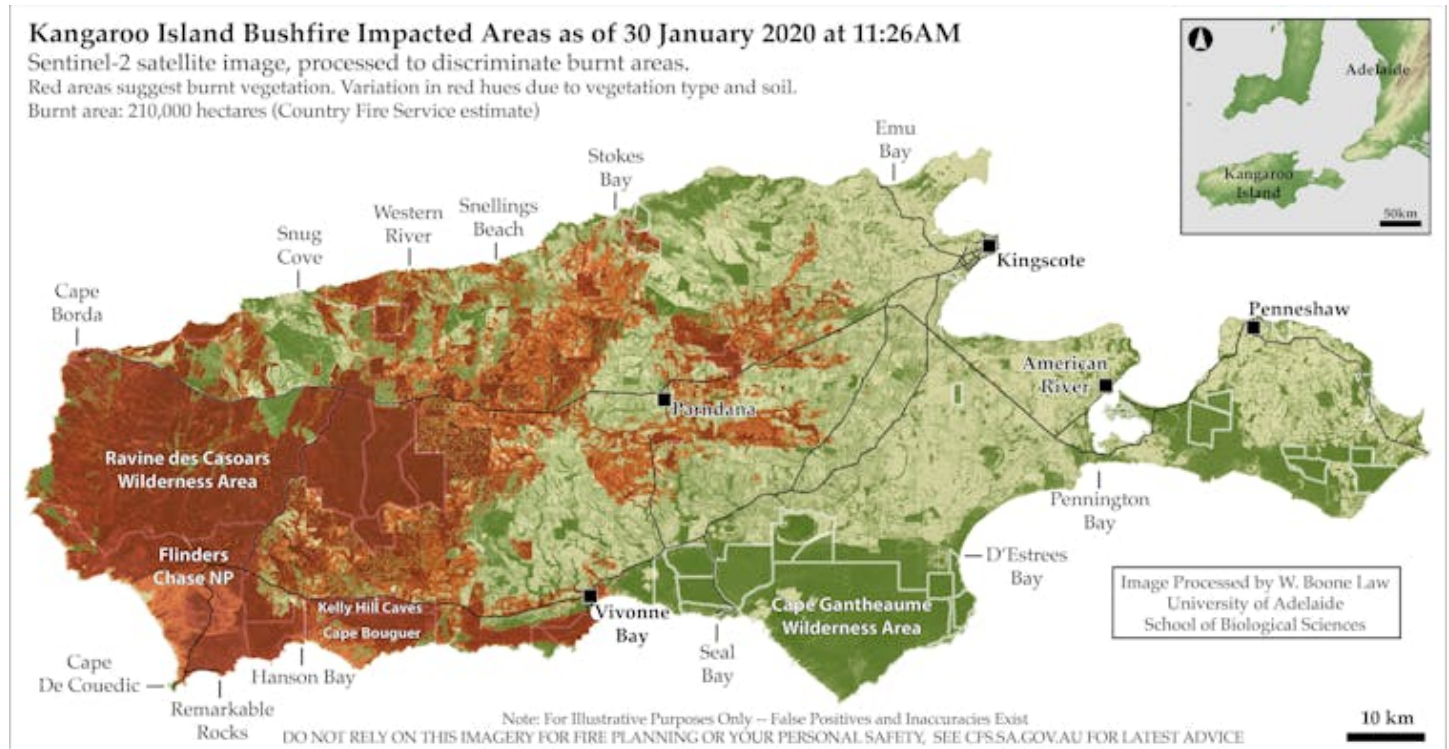 Kangaroo Island Bushfire Impacted Areas as of 30 January 2020 at 11:26AM
Sentinel-2 satellite image, processed to discriminate burnt areas.
Red areas suggest burnt vegetation. Variation in red hues due to vegetation type and soil.
Burnt area: 210,000 hectares (Country Fire Service estimate)
Adelaide
Kangaroo
Island
50km
Emu
Bay
Stokes
Bay
Western
River
Snellings
Beach
Snug
Cove
Cape
Borda
Kingscote
Penneshaw
American
River
Parndana
Ravine des Casoars
Wilderness Area
Pennington
Bay
Flinders
Chase NP
D'Estrees
Bay
Kelly Hill Caves
Cape Bouguer
Vivonne
Bay
Cape Gantheaume
Wilderness Area
Image Processed by W. Boone Law
University of Adelaide
School of Biological Sciences
Seal
Bay
Cape
De Couedic
Hanson Bay
Remarkable
Rocks
10 km
Note: For Illustrative Purposes Only -- False Positives and Inaccuracies Exist
DO NOT RELY ON THIS IMAGERY FOR FIRE PLANNING OR YOUR PERSONAL SAFETY, SEE CFS.SA.GOV.AU FOR LATEST ADVICE